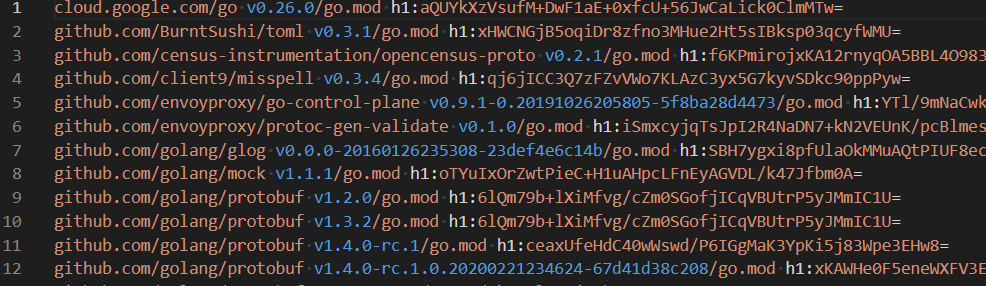 1 cloud.google.com/go v0.26.0/go.mod h1:aQUYkXzVsufM+DwF1aE+0xfcU+56JwCaLick0ClmMTw=
2 github.com/BurntSushi/toml v0.3.1/go.mod h1:xHWCNGjB5oqiDr8zfno3MHue2Ht5sIBksp03qcyfWMU=
3 github.com/census-instrumentation/opencensus-proto v0.2.1/go.mod h1:f6KPmirojxKA12rnyqOA5BBL4O983
4 github.com/client9/misspell v0.3.4/go.mod h1:qj6jICC3Q7zFZvVWo7KLAzC3yx5G7kyvSDkc90ppPyw=
5 github.com/envoyproxy/go-control-plane v0.9.1-0.20191026205805-5f8ba28d4473/go.mod h1:YTl/9mNaCwk
6 github.com/envoyproxy/protoc-gen-validate v0.1.0/go.mod h1:iSmxcyjqTsJpI2R4NaDN7+kN2VEUnK/pcBlmes
7 github.com/golang/glog v0.0.0-20160126235308-23def4e6c14b/go.mod h1:SBH7ygxi8pfUlaOkMMuAQtPIUF8ec
8 github.com/golang/mock v1.1.1/go.mod h1:oTYuIxOrZwtPieC+H1uAHpcLFnEyAGVDL/k47Jfbm0A=
9 github.com/golang/protobuf v1.2.0/go.mod h1:6lQm79b+lXiMfvg/cZm0SGofjICqVBUtrP5yJMmIC1U=
10 github.com/golang/protobuf v1.3.2/go.mod h1:6lQm79b+lXiMfvg/cZm0SGofjICqVBUtrP5yJMmIC1U=
11 github.com/golang/protobuf v1.4.0-rc.1/go.mod h1:ceaxUfeHdC40wWswd/P6IGgMaK3YpKi5j83Wpe3EHw8=
12 github.com/golang/protobuf v1.4.0-rc.1.0.20200221234624-67d41d38c208/go.mod h1:xKAWHe0F5eneWXFV3E